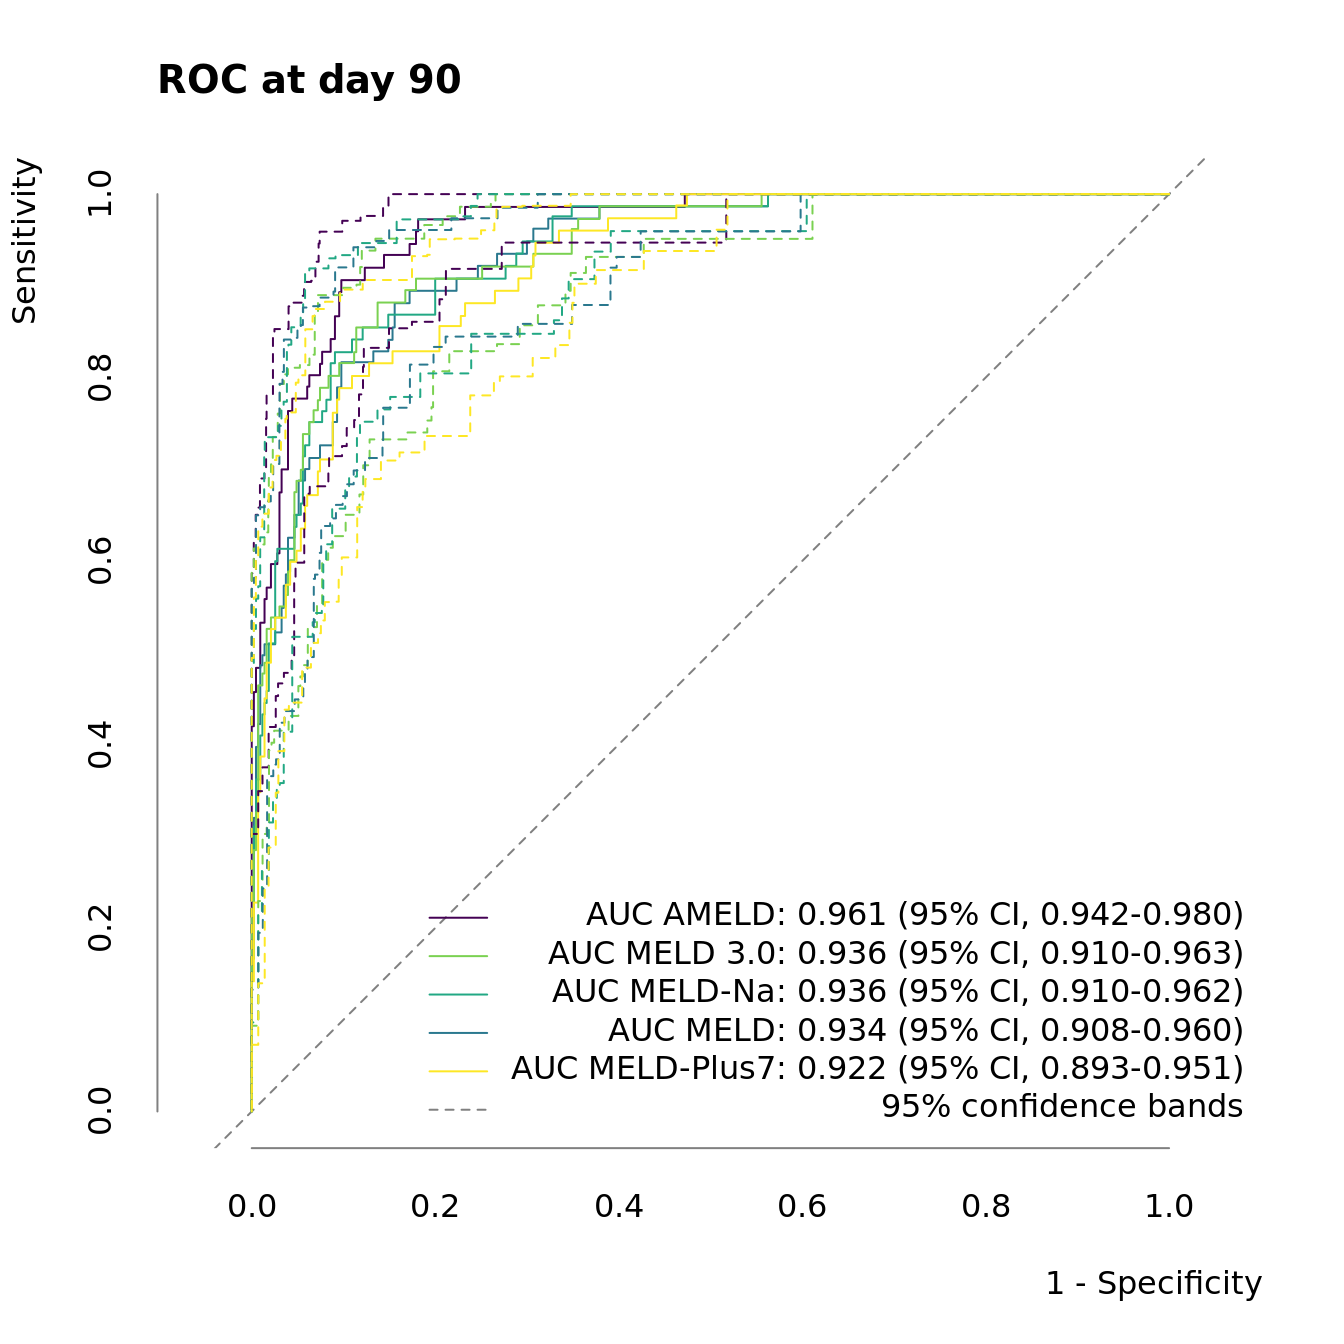 ROC at day 90
Sensitivity
1.0
0.8
0.6
0.4
0.2
0.0
AUC AMELD: 0.961 (95% CI, 0.942-0.980)
AUC MELD 3.0: 0.936 (95% CI, 0.910-0.963)
AUC MELD-Na: 0.936 (95% CI, 0.910-0.962)
AUC MELD: 0.934 (95% CI, 0.908-0.960)
AUC MELD-Plus7: 0.922 (95% CI, 0.893-0.951)
95% confidence bands
0.0 0.2 0.4 0.6 0.8 1.0
1 - Specificity